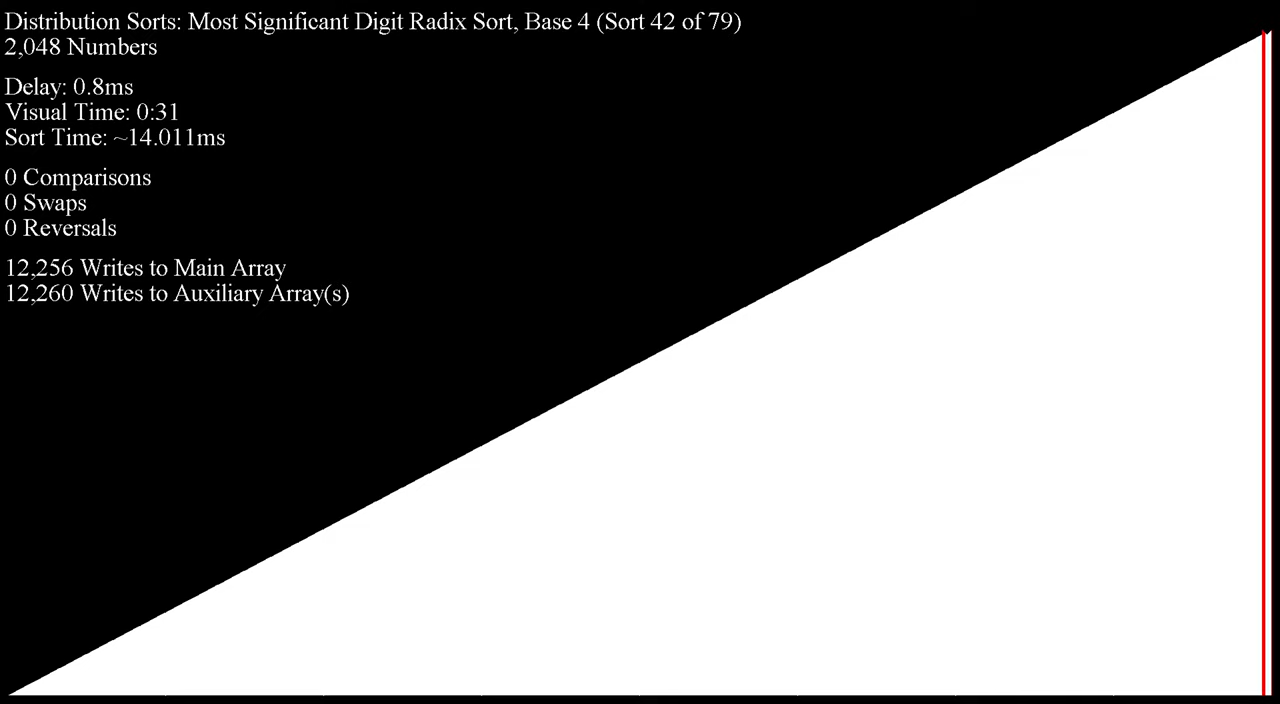 Distribution Sorts: Most Significant Digit Radix Sort, Base 4 (Sort 42 of 79)
2,048 Numbers
Delay: 0.8ms
Visual Time: 0:31
Sort Time: ~14.011ms
0 Comparisons
0 Swaps
0 Reversals
12,256 Writes to Main Array
12,260 Writes to Auxiliary Array(s)